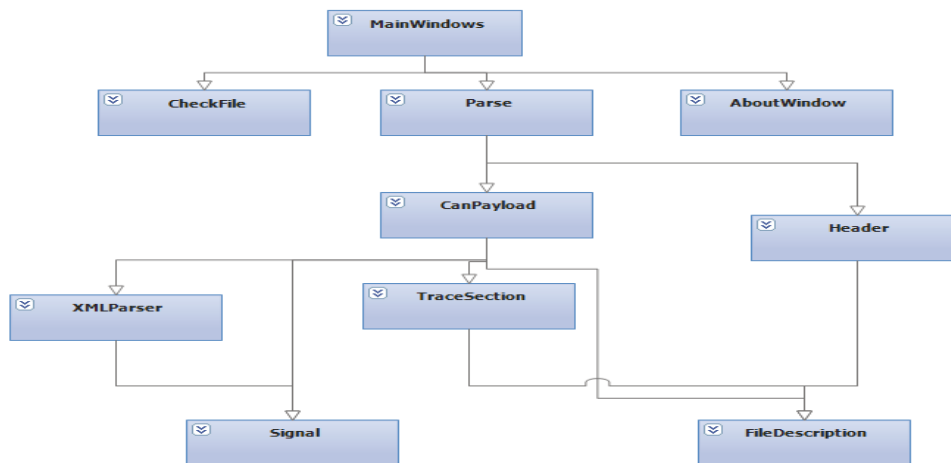 MainWindows
CheckFile
Parse
AboutWindow
CanPayload
Header
XMLParser
TraceSection
Signal
FileDescription